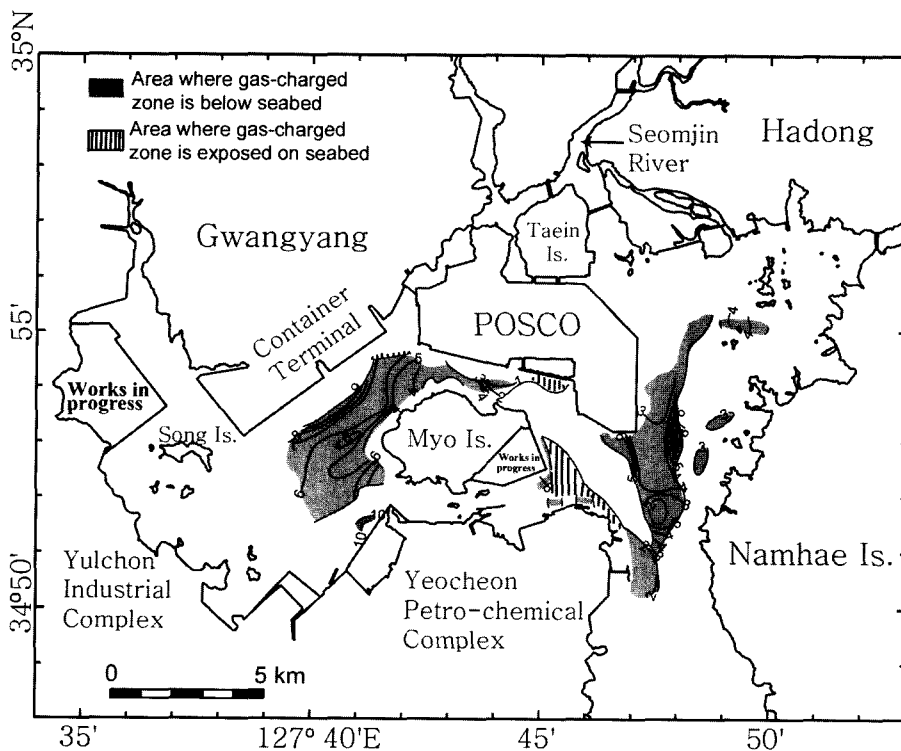 35°N
Area where gas-charged
zone is below seabed
Area where gas-charged
zone is exposed on seabed
Seomjin
River
Hadong
Gwangyang
Taein
Is.
55'
Container
Terminal
POSCO
Works in
progress
Song Is.
Myo Is.
Works in
progress
10
Yulchon
Industrial
Complex
Yeocheon
Petro-chemical
Complex
Namhae Is.
34° 50'
0
5 km
35'
127° 40'E
45'
50'